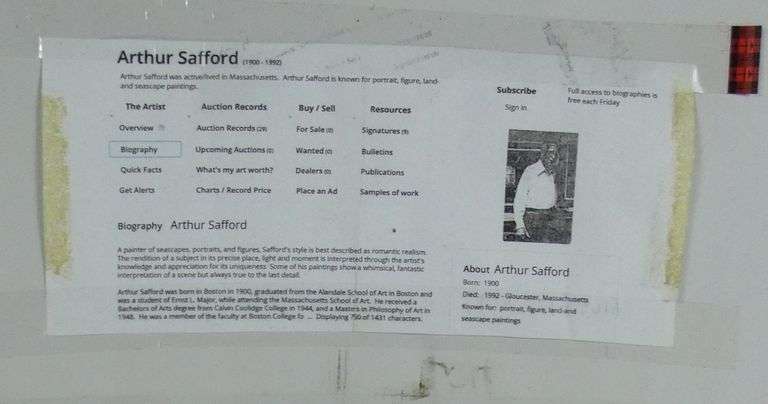 Arthur Safford (1900 - 1992)
Arthur Safford was active/lived in Massachusetts. Arthur Safford is known for portrait, figure, land-
and seascape paintings.
Subscribe
Sign in
Full access to biographies is
free each Friday
The Artist Auction Records Buy / Sell Resources
Overview Auction Records (29) For Sale (0) Signatures
Biography Upcoming Auctions (0) Wanted (0) Bulletins
Quick Facts What's my art worth? Dealers (0) Publications
Get Alerts Charts / Record Price Place an Ad Samples of work
Biography Arthur Safford
A painter of seascapes, portraits, and figures, Safford's style is best described as romantic realism.
The rendition of a subject in its precise place, light and moment is interpreted through the artist's
knowledge and appreciation for its uniqueness. Some of his paintings show a whimsical, fantastic
interpretation of a scene but always true to the last detail.
Arthur Safford was born in Boston in 1900, graduated from the Alandale School of Art in Boston and
was a student of Ernst L. Major, while attending the Massachusetts School of Art. He received a
Bachelors of Arts degree from Calvin Coolidge College in 1944, and a Masters in Philosophy of Art in
1948. He was a member of the faculty at Boston College fo ... Displaying 750 of 1431 characters.
About Arthur Safford
Born: 1900
Died: 1992 - Gloucester, Massachusetts
Known for: portrait, figure, land-and
seascape paintings